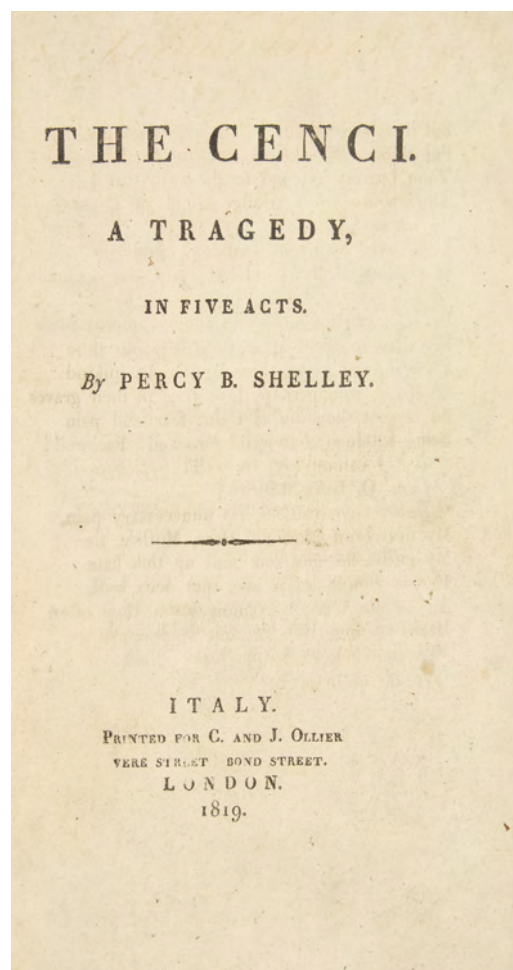 THE CENCI.
A TRAGEDY,
IN FIVE ACTS.
By PERCY B. SHELLEY.
ITALY.
PRINTED FOR C. AND J. OLLIER
VERE STREET BOND STREET.
LONDON.
1819.